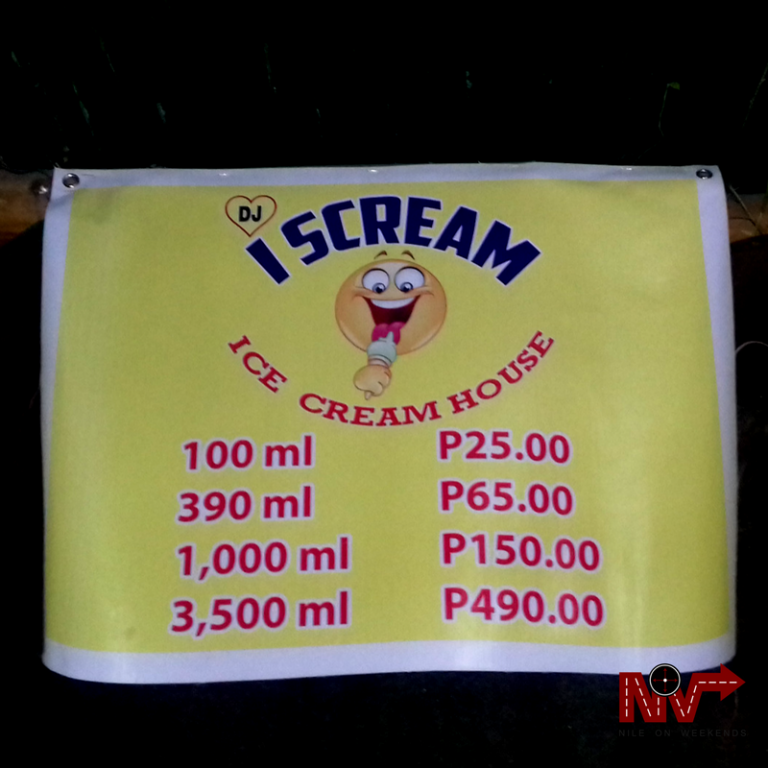 DJ
I SCREAM
ICE CREAM HOUSE
100 ml P25.00
390 ml P65.00
1,000 ml P150.00
3,500 ml P490.00
NW
NILE ON WEEKENDS